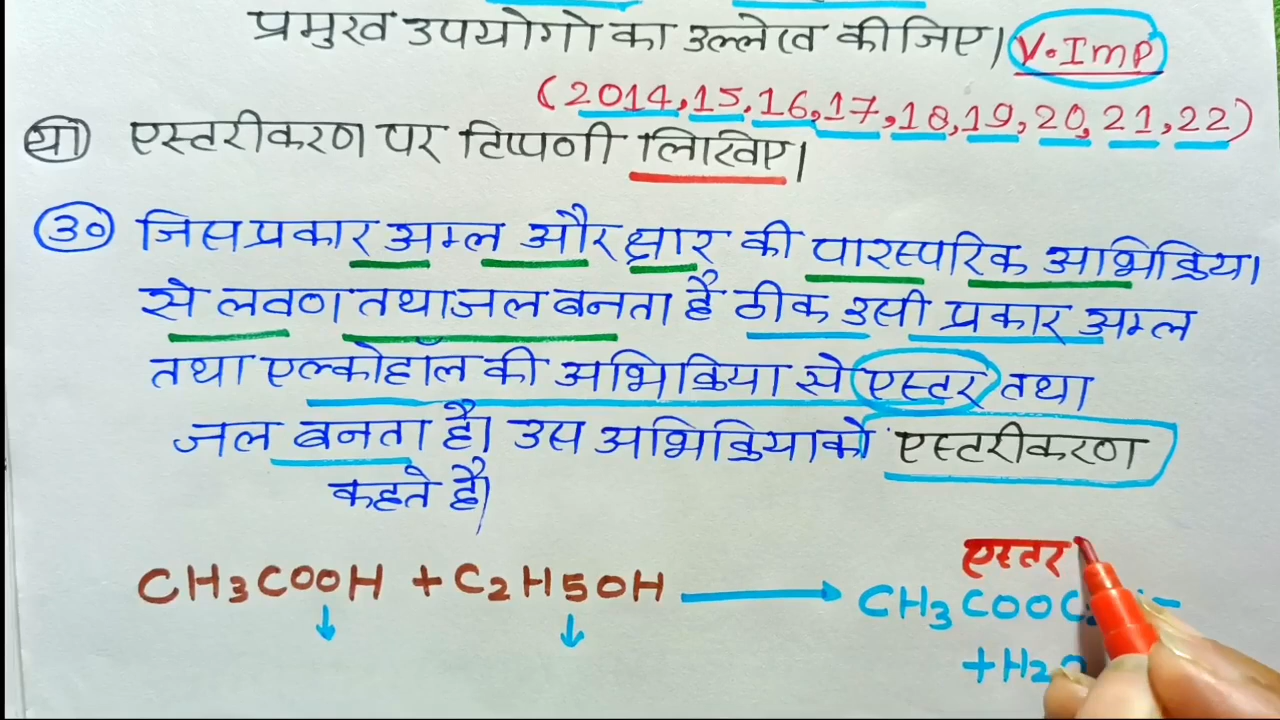 प्रमुख उपयोगो का उल्लेख कीजिए। V.Imp
(2014,15,16,17,18,19,20,21,22)
या एस्टरीकरण पर टिप्पणी लिखिए।
उ० जिस प्रकार अम्ल और क्षार की पारस्परिक अभिक्रिया
से लवण तथा जल बनता है ठीक उसी प्रकार अम्ल
तथा एल्कोहॉल की अभिक्रिया से एस्टर तथा
जल बनता है। उस अभिक्रिया को एस्टरीकरण
कहते है।
एस्टर
CH3COOH + C2H5OH → CH3COOC
+H2